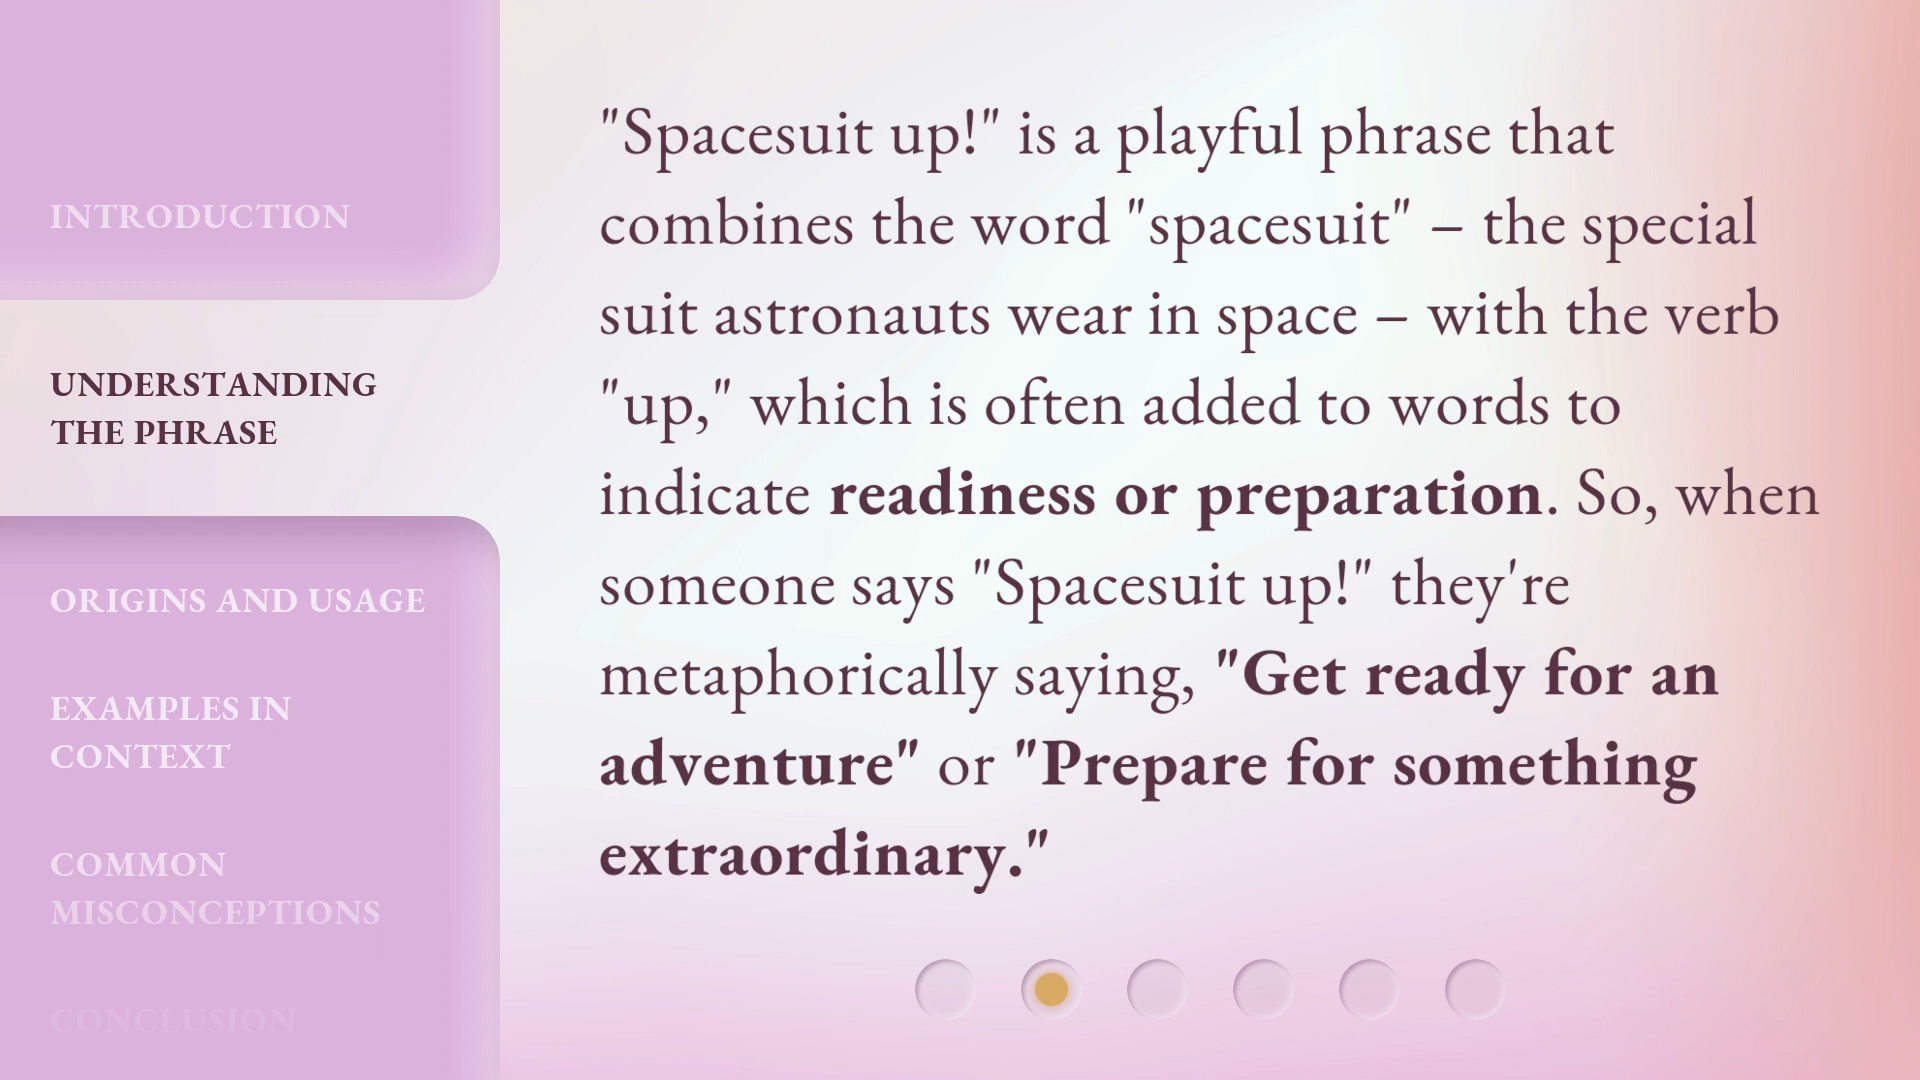 INTRODUCTION
UNDERSTANDING
THE PHRASE
ORIGINS AND USAGE
EXAMPLES IN
CONTEXT
COMMON
MISCONCEPTIONS
CONCLUSION
"Spacesuit up!" is a playful phrase that
combines the word "spacesuit" – the special
suit astronauts wear in space – with the verb
"up," which is often added to words to
indicate readiness or preparation. So, when
someone says "Spacesuit up!" they're
metaphorically saying, "Get ready for an
adventure" or "Prepare for something
extraordinary."